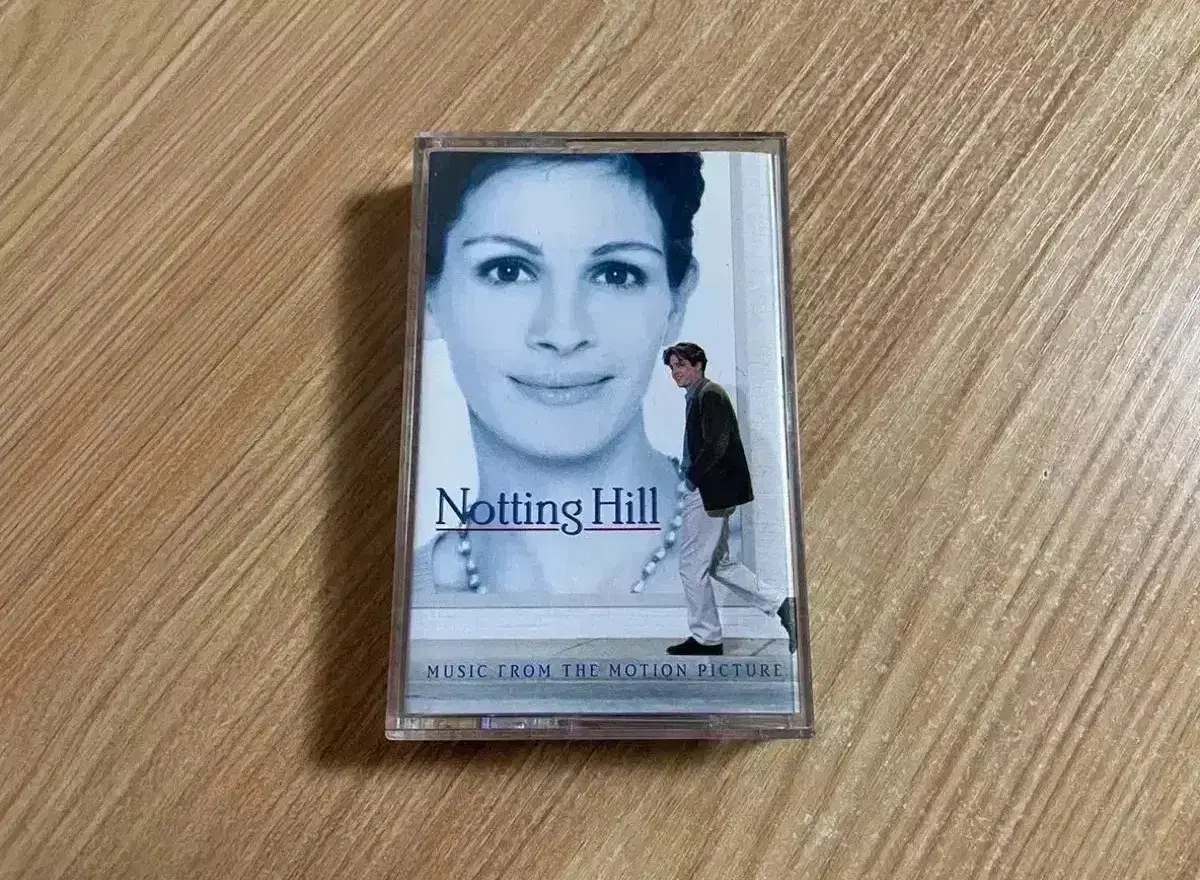 Notting Hill
MUSIC FROM THE MOTION PICTURE